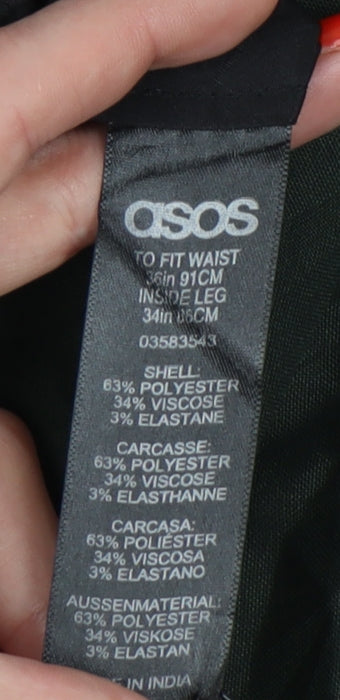 asos
TO FIT WAIST
36in 91CM
INSIDE LEG
34in 86CM
03583543
SHELL:
63% POLYESTER
34% VISCOSE
3% ELASTANE
CARCASSE:
63% POLYESTER
34% VISCOSE
3% ELASTHANNE
CARCASA:
63% POLIÉSTER
34% VISCOSA
3% ELASTANO
AUSSENMATERIAL:
63% POLYESTER
34% VISKOSE
3% ELASTAN
IN INDIA